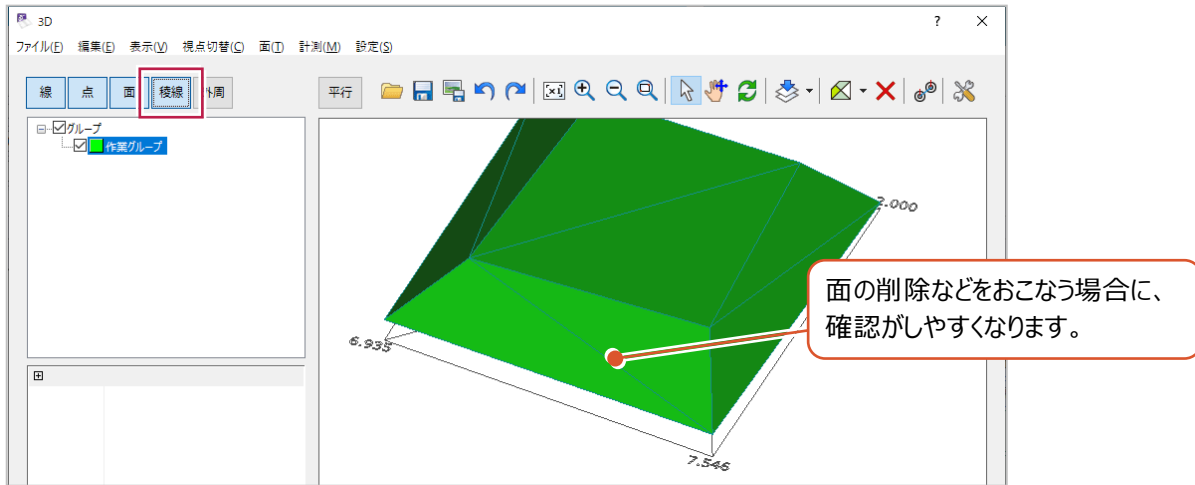 3D
ファイル(F) 編集(E) 表示(V) 視点切替(C) 面(T) 計測(M) 設定(S)
線 点 面 稜線 外周 平行
グループ
作業グループ
2.000
面の削除などをおこなう場合に、
確認がしやすくなります。
6.935
7.546